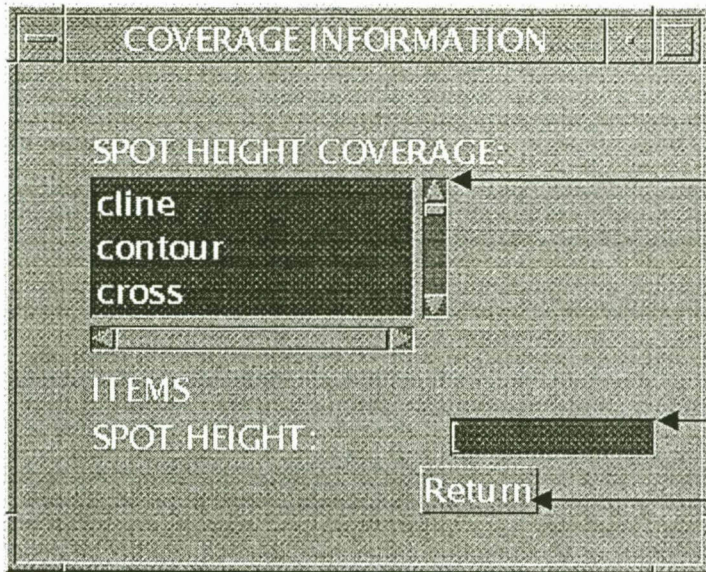 COVERAGE INFORMATION
SPOT HEIGHT COVERAGE:
cline
contour
cross
ITEMS
SPOT HEIGHT:
Return